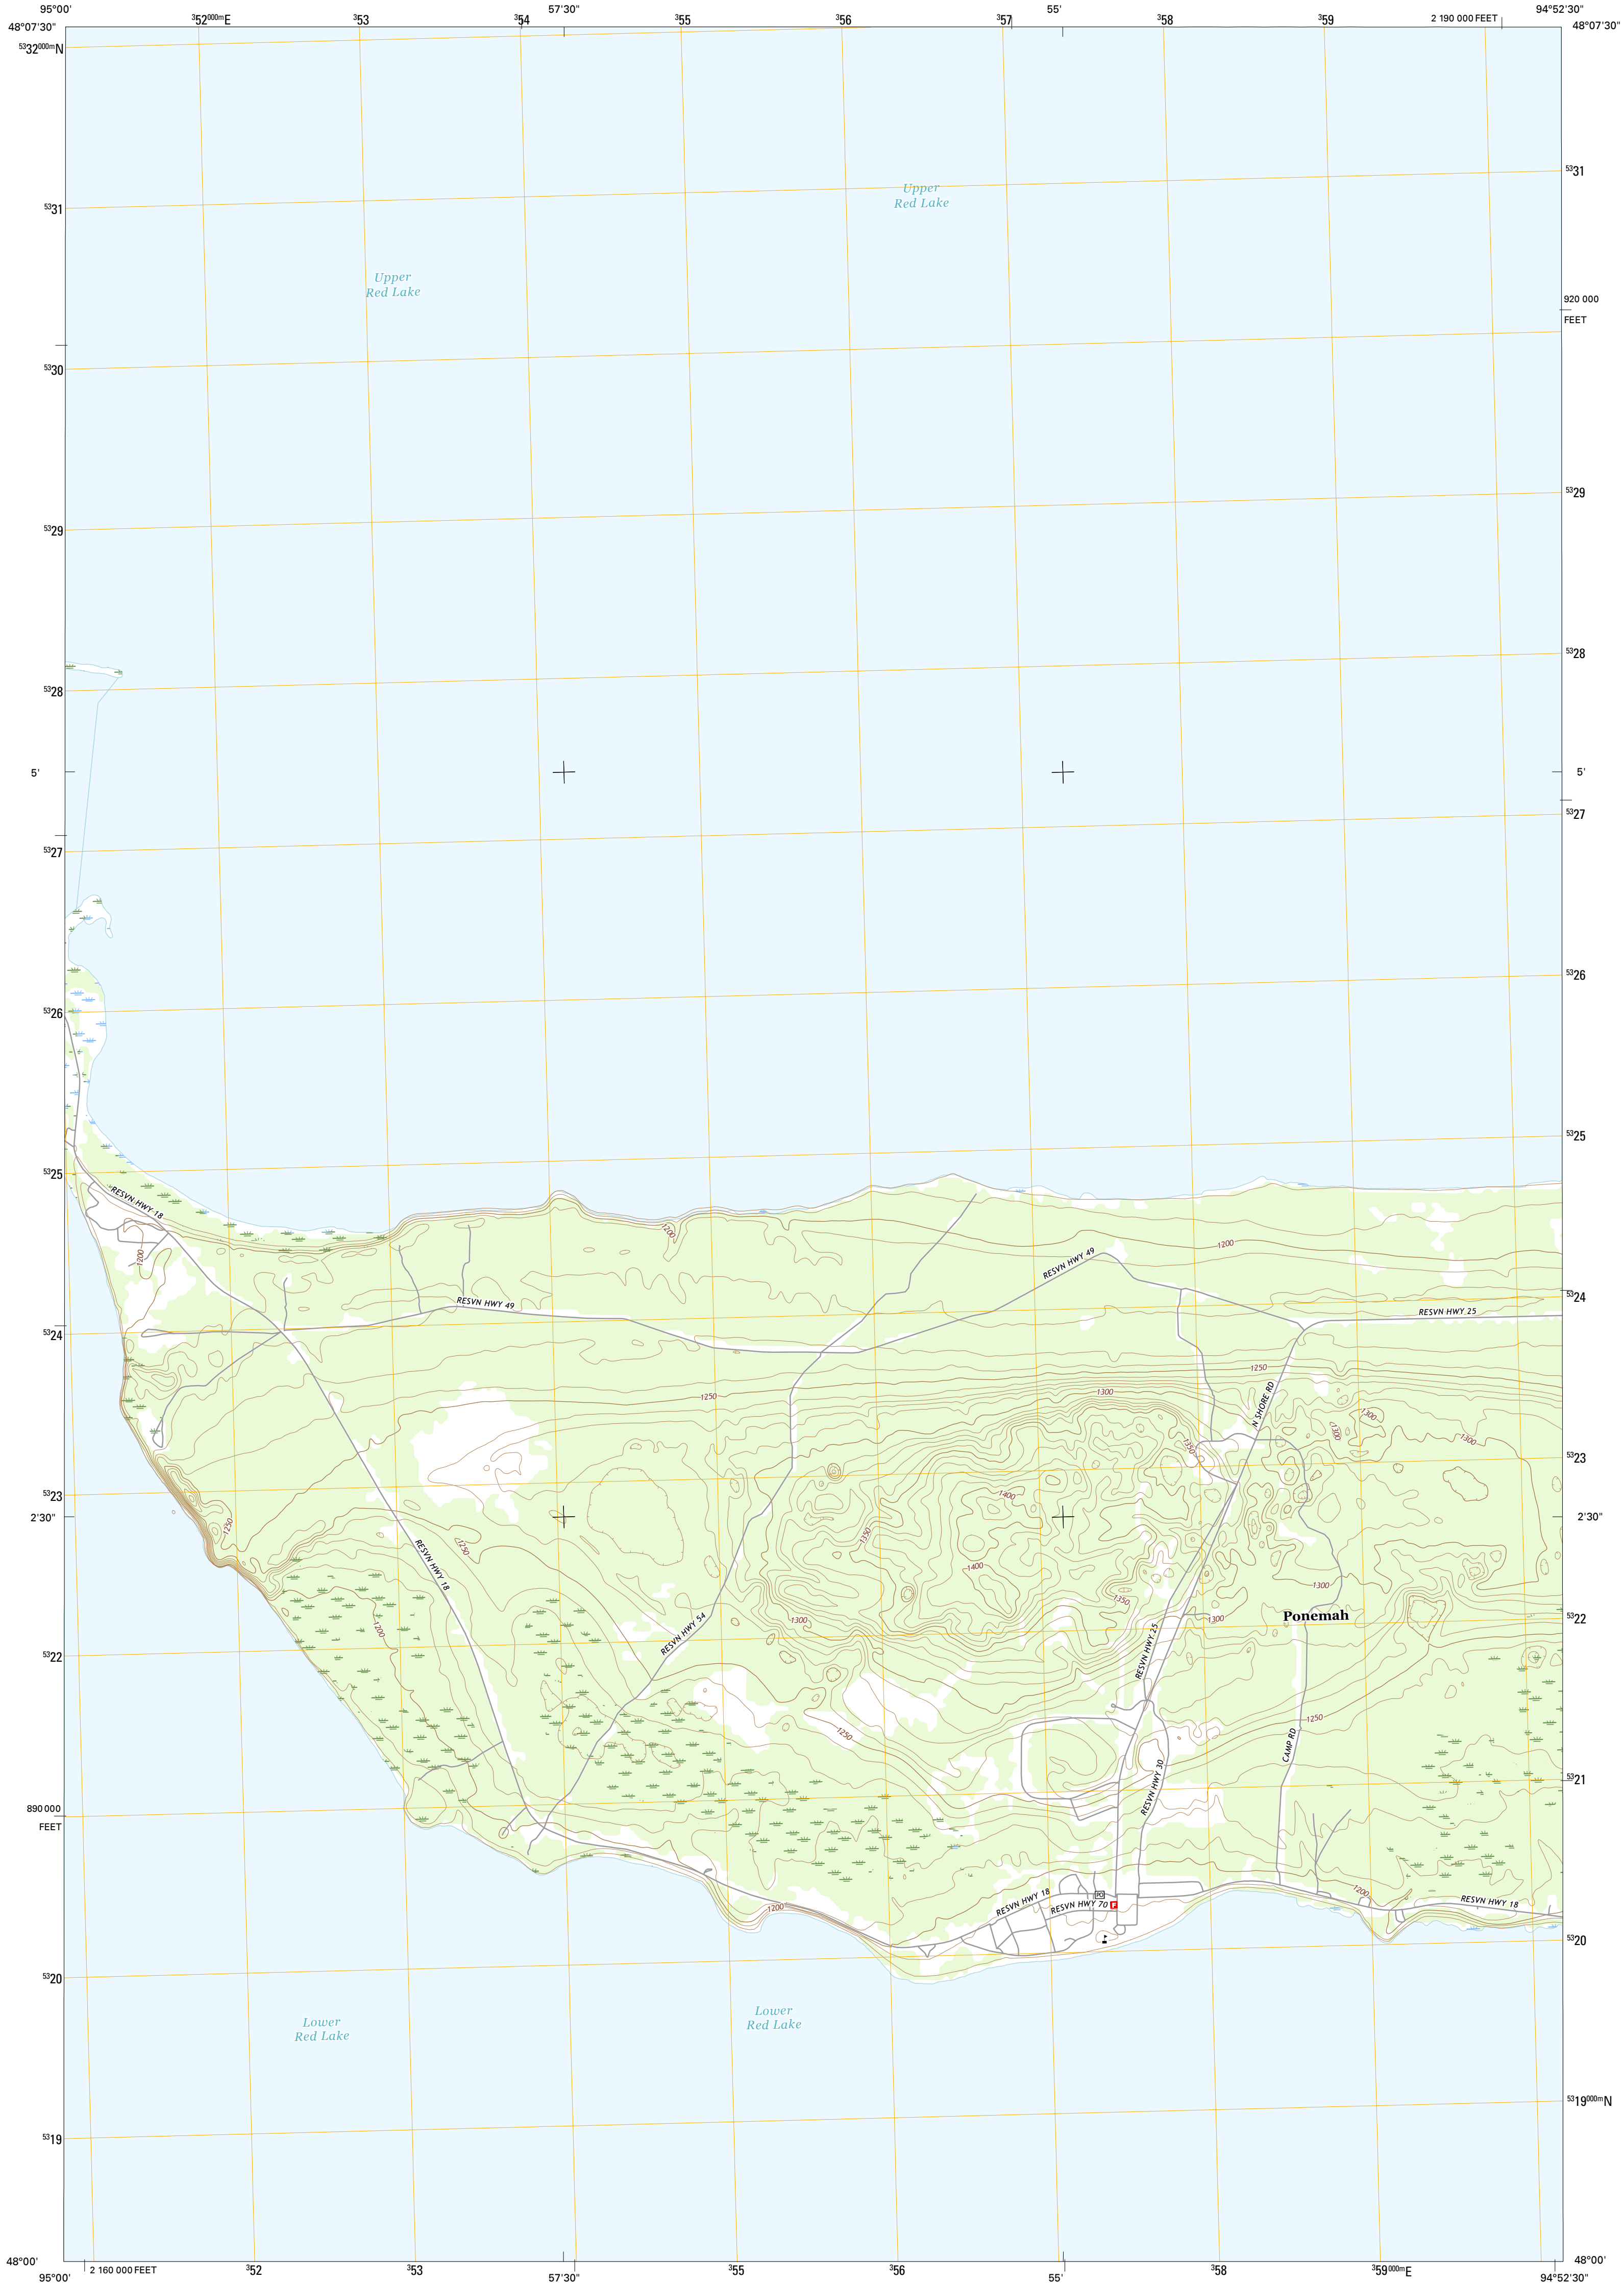 95°00'
352000mE
353
354
57'30"
355
356
357
55'
358
359
2 190 000 FEET
94°52'30"
48°07'30"
48°07'30"
5332000mN
5331
Upper
Red Lake
5331
Upper
Red Lake
920 000
FEET
5330
5329
5329
5328
5328
5'
5'
5327
5327
5326
5326
5325
5325
RESVN HWY 18
1200
1200
1200
RESVN HWY 49
RESVN HWY 49
5324
RESVN HWY 25
5324
1250
1250
1300
N SHORE RD
1300
1300
1300
1350
5323
5323
1400
2'30"
2'30"
1250
1250
1350
RESVN HWY 18
1400
1300
1350
1200
1300
1300
Ponemah
5322
RESVN HWY 54
RESVN HWY 25
5322
1250
1250
CAMP RD
RESVN HWY 30
5321
890 000
FEET
1200
RESVN HWY 18
PO
RESVN HWY 70
F
1200
RESVN HWY 18
5320
5320
Lower
Red Lake
Lower
Red Lake
5319000mN
5319
48°00'
48°00'
95°00'
2 160 000 FEET
352
353
57'30"
355
356
55'
358
359000mE
94°52'30"